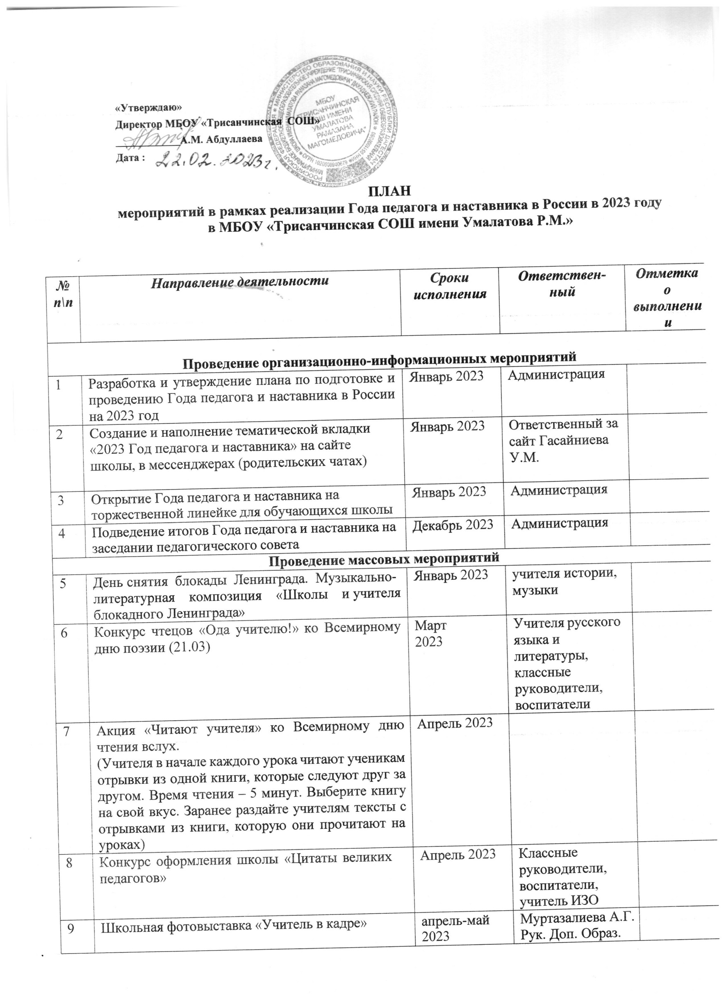 «Утверждаю»
Директор МБОУ «Трисанчинская СОШ»
____________А.М. Абдуллаева
Дата : 22.02.2023г.
МИНИСТЕРСТВО ОБРАЗОВАНИЯ И НАУКИ РЕСПУБЛИКИ ДАГЕСТАН
ОГРН 1020500940679
МБОУ
"ТРИСАНЧИНСКАЯ
СОШ ИМЕНИ
УМАЛАТОВА
РАМАЗАНА
МАГОМЕДОВИЧА"
ПЛАН
мероприятий в рамках реализации Года педагога и наставника в России в 2023 году
в МБОУ «Трисанчинская СОШ имени Умалатова Р.М.»
№
п\п
Направление деятельности
Сроки
исполнения
Ответствен-
ный
Отметка
о
выполнени
и
Проведение организационно-информационных мероприятий
1
Разработка и утверждение плана по подготовке и
проведению Года педагога и наставника в России
на 2023 год
Январь 2023
Администрация
2
Создание и наполнение тематической вкладки
«2023 Год педагога и наставника» на сайте
школы, в мессенджерах (родительских чатах)
Январь 2023
Ответственный за
сайт Гасайниева
У.М.
3
Открытие Года педагога и наставника на
торжественной линейке для обучающихся школы
Январь 2023
Администрация
4
Подведение итогов Года педагога и наставника на
заседании педагогического совета
Декабрь 2023
Администрация
Проведение массовых мероприятий
5
День снятия блокады Ленинграда. Музыкально-
литературная композиция «Школы и учителя
блокадного Ленинграда»
Январь 2023
учителя истории,
музыки
6
Конкурс чтецов «Ода учителю!» ко Всемирному
дню поэзии (21.03)
Март
2023
Учителя русского
языка и
литературы,
классные
руководители,
воспитатели
7
Акция «Читают учителя» ко Всемирному дню
чтения вслух.
(Учителя в начале каждого урока читают ученикам
отрывки из одной книги, которые следуют друг за
другом. Время чтения – 5 минут. Выберите книгу
на свой вкус. Заранее раздайте учителям тексты с
отрывками из книги, которую они прочитают на
уроках)
Апрель 2023
8
Конкурс оформления школы «Цитаты великих
педагогов»
Апрель 2023
Классные
руководители,
воспитатели,
учитель ИЗО
9
Школьная фотовыставка «Учитель в кадре»
апрель-май
2023
Муртазалиева А.Г.
Рук. Доп. Образ.